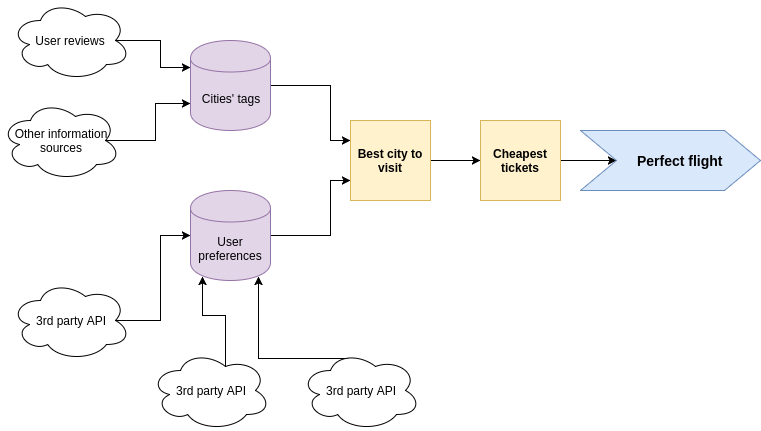 User reviews
Other information
sources
Cities' tags
Best city to
visit
Cheapest
tickets
Perfect flight
User
preferences
3rd party API
3rd party API
3rd party API